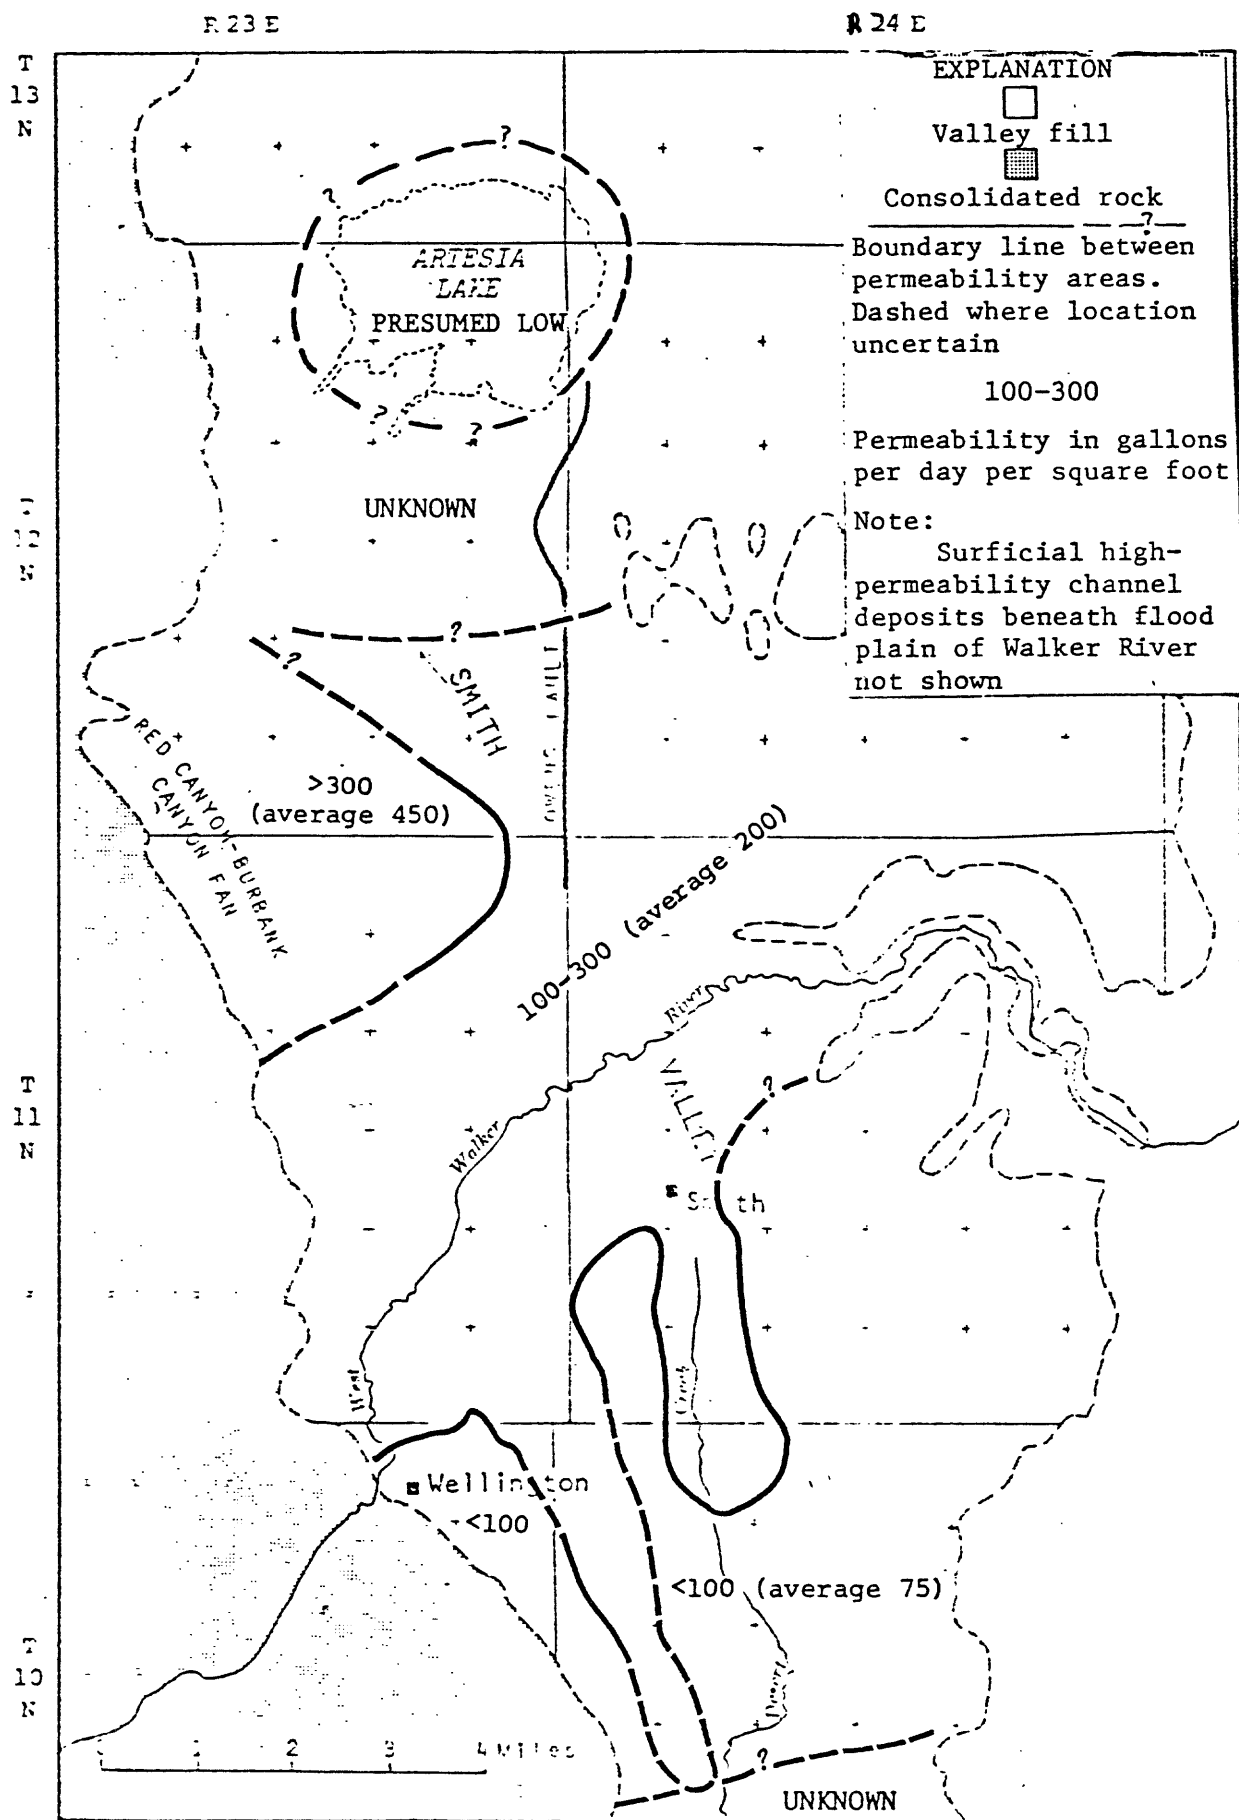 R 23 E
R 24 E
T
13
N
EXPLANATION
Valley fill
Consolidated rock
?
Boundary line between
permeability areas.
Dashed where location
uncertain
100-300
Permeability in gallons
per day per square foot
Note:
Surficial high-
permeability channel
deposits beneath flood
plain of Walker River
not shown
?
?
ARTESIA
LAKE
PRESUMED LOW
?
?
UNKNOWN
T
12
N
?
?
SMITH
OWENS FAULT
RED CANYON-BURBANK
CANYON FAN
>300
(average 450)
100-300 (average 200)
River
T
11
N
VALLEY
?
Walker
Smith
West
Creek
Wellington
<100
<100 (average 75)
T
10
N
Desert
1 2 3 4 Miles
?
UNKNOWN